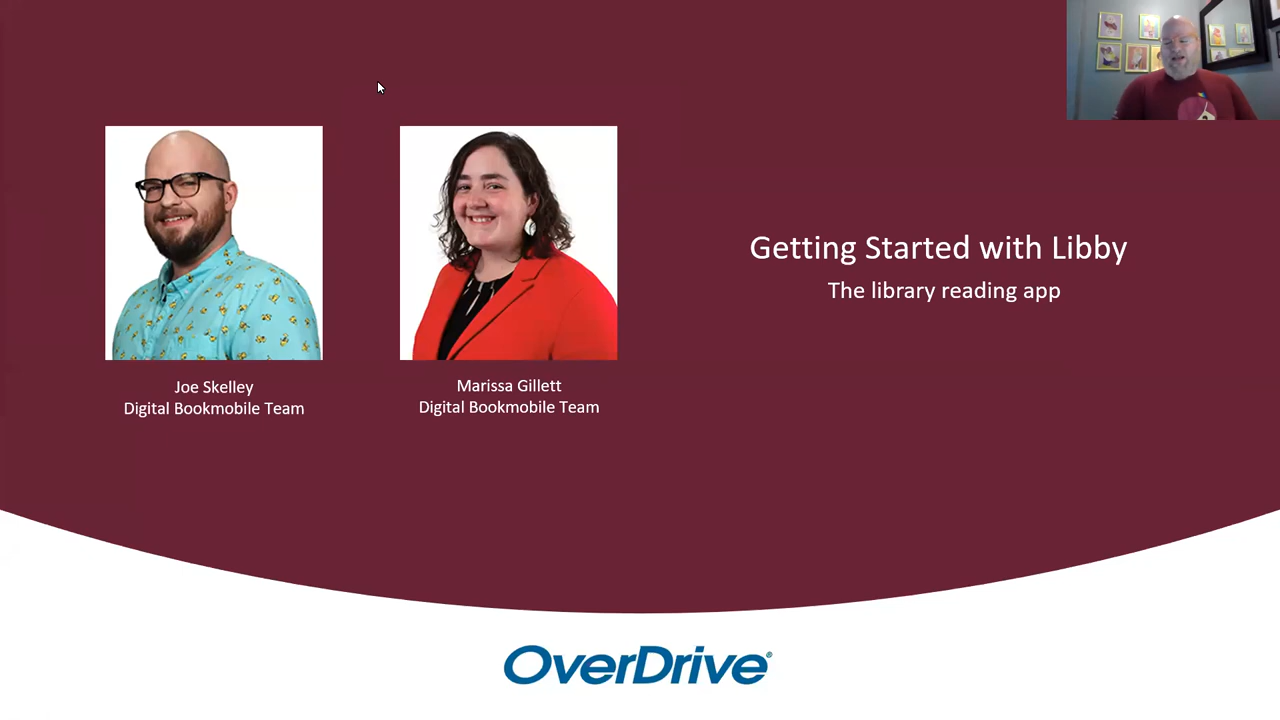 Getting Started with Libby
The library reading app
Joe Skelley
Digital Bookmobile Team
Marissa Gillett
Digital Bookmobile Team
OverDrive®